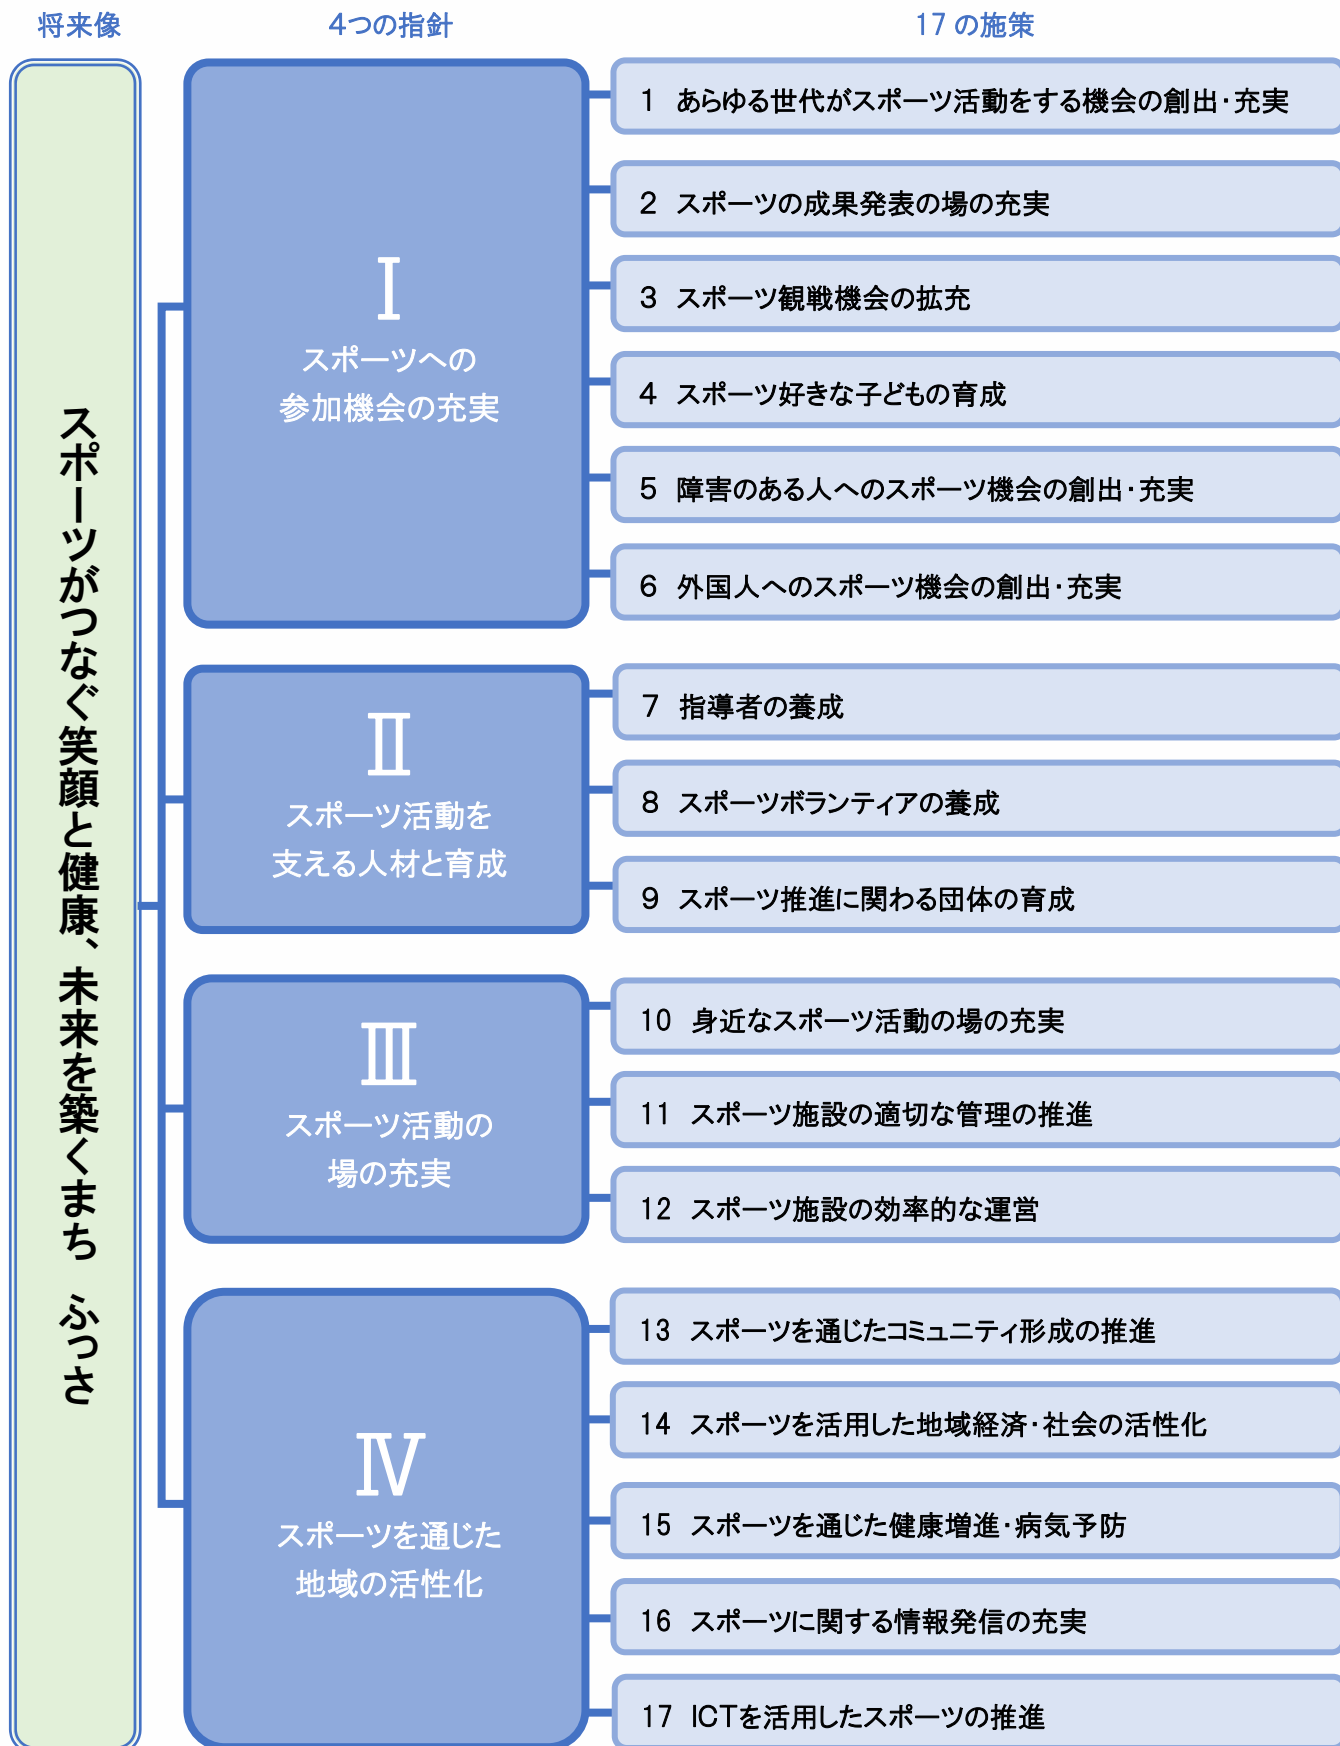 将来像
4つの指針
17の施策
スポーツがつなぐ笑顔と健康、未来を築くまち　ふっさ
Ⅰ
スポーツへの
参加機会の充実
1 あらゆる世代がスポーツ活動をする機会の創出・充実
2 スポーツの成果発表の場の充実
3 スポーツ観戦機会の拡充
4 スポーツ好きな子どもの育成
5 障害のある人へのスポーツ機会の創出・充実
6 外国人へのスポーツ機会の創出・充実
Ⅱ
スポーツ活動を
支える人材と育成
7 指導者の養成
8 スポーツボランティアの養成
9 スポーツ推進に関わる団体の育成
Ⅲ
スポーツ活動の
場の充実
10 身近なスポーツ活動の場の充実
11 スポーツ施設の適切な管理の推進
12 スポーツ施設の効率的な運営
Ⅳ
スポーツを通じた
地域の活性化
13 スポーツを通じたコミュニティ形成の推進
14 スポーツを活用した地域経済・社会の活性化
15 スポーツを通じた健康増進・病気予防
16 スポーツに関する情報発信の充実
17 ICTを活用したスポーツの推進